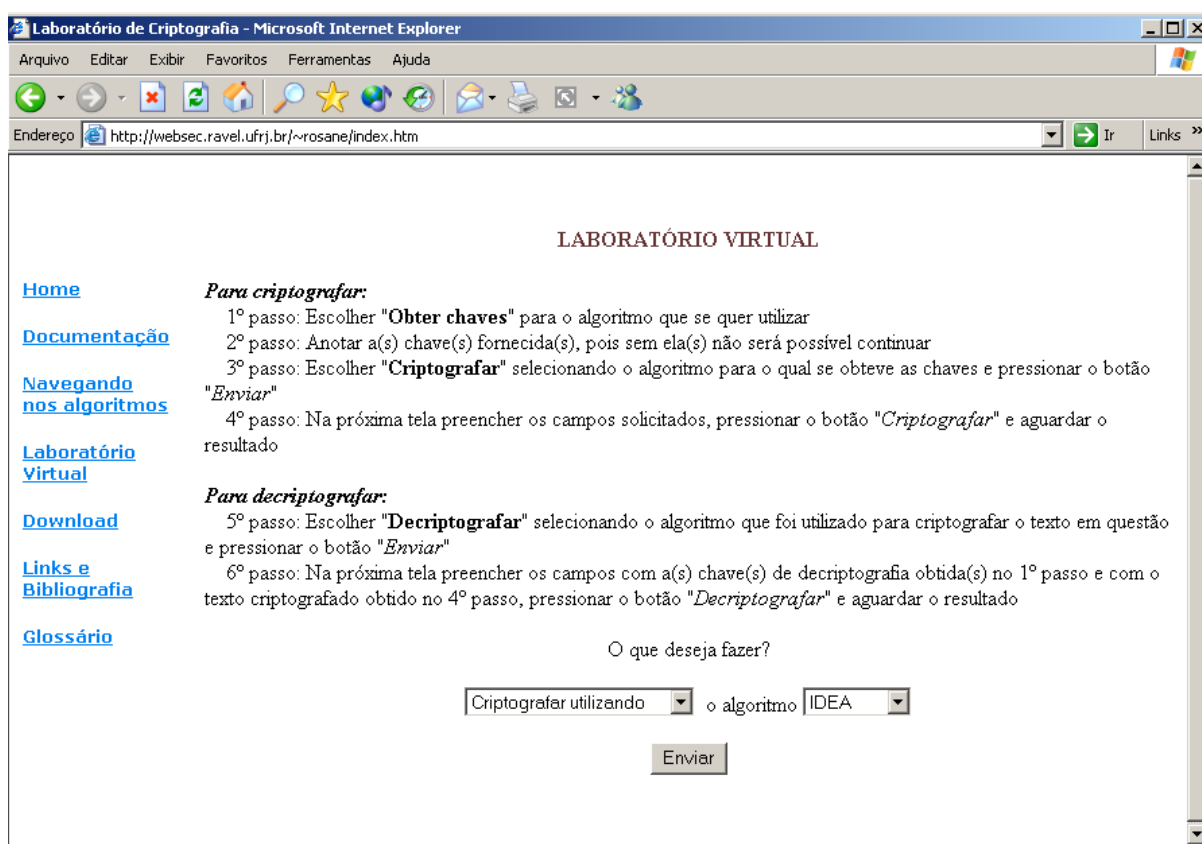 Laboratório de Criptografia - Microsoft Internet Explorer
Arquivo Editar Exibir Favoritos Ferramentas Ajuda
Endereço http://websec.ravel.ufrj.br/~rosane/index.htm Ir Links »
LABORATÓRIO VIRTUAL
Home
Documentação
Navegando
nos algoritmos
Laboratório
Virtual
Download
Links e
Bibliografia
Glossário
Para criptografar:
1º passo: Escolher "Obter chaves" para o algoritmo que se quer utilizar
2º passo: Anotar a(s) chave(s) fornecida(s), pois sem ela(s) não será possível continuar
3º passo: Escolher "Criptografar" selecionando o algoritmo para o qual se obteve as chaves e pressionar o botão
"Enviar"
4º passo: Na próxima tela preencher os campos solicitados, pressionar o botão "Criptografar" e aguardar o
resultado
Para decriptografar:
5º passo: Escolher "Decriptografar" selecionando o algoritmo que foi utilizado para criptografar o texto em questão
e pressionar o botão "Enviar"
6º passo: Na próxima tela preencher os campos com a(s) chave(s) de decriptografia obtida(s) no 1º passo e com o
texto criptografado obtido no 4º passo, pressionar o botão "Decriptografar" e aguardar o resultado
O que deseja fazer?
Criptografar utilizando o algoritmo IDEA
Enviar